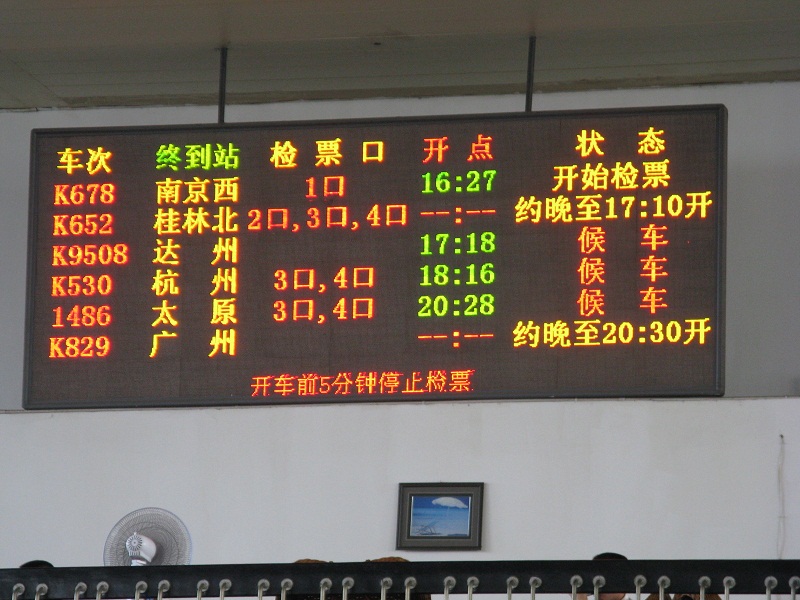 车次 终到站 检票口 开点 状态
K678 南京西 1口 16:27 开始检票
K652 桂林北 2口,3口,4口 --:-- 约晚至17:10开
K9508 达州 17:18 候车
K530 杭州 3口,4口 18:16 候车
1486 太原 3口,4口 20:28 候车
K829 广州 --:-- 约晚至20:30开
开车前5分钟停止检票